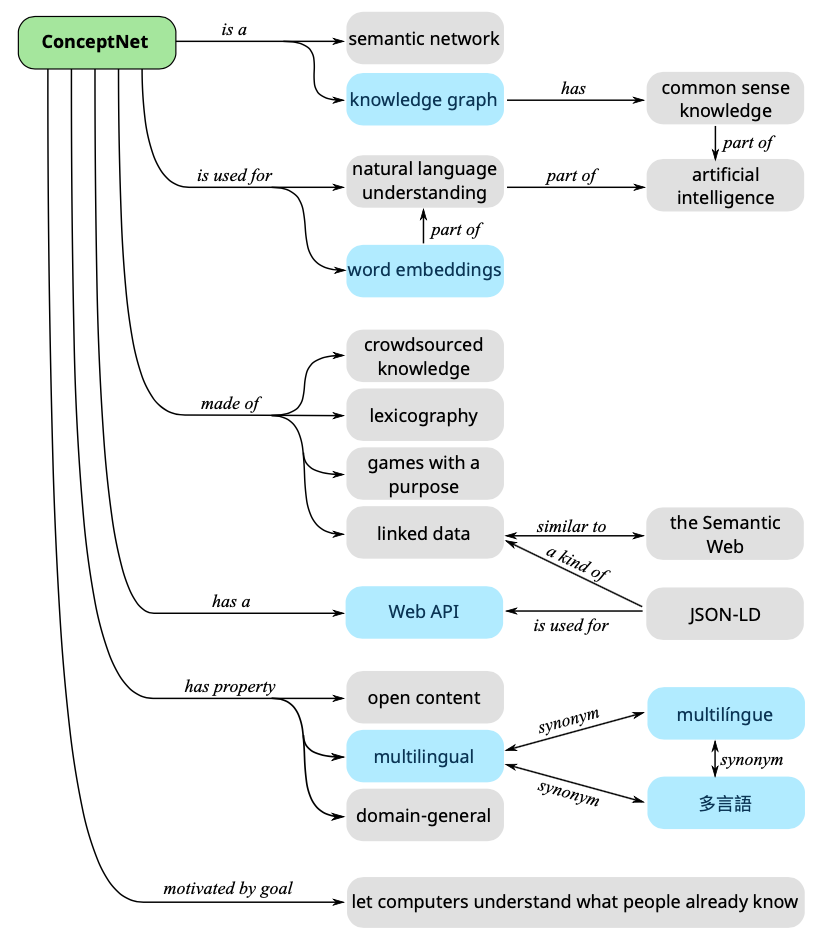 ConceptNet
is a
semantic network
knowledge graph
has
common sense
knowledge
part of
is used for
natural language
understanding
part of
artificial
intelligence
part of
word embeddings
crowdsourced
knowledge
made of
lexicography
games with a
purpose
linked data
similar to
the Semantic
Web
a kind of
has a
Web API
is used for
JSON-LD
has property
open content
synonym
multilíngue
multilingual
synonym
synonym
多言語
domain-general
motivated by goal
let computers understand what people already know